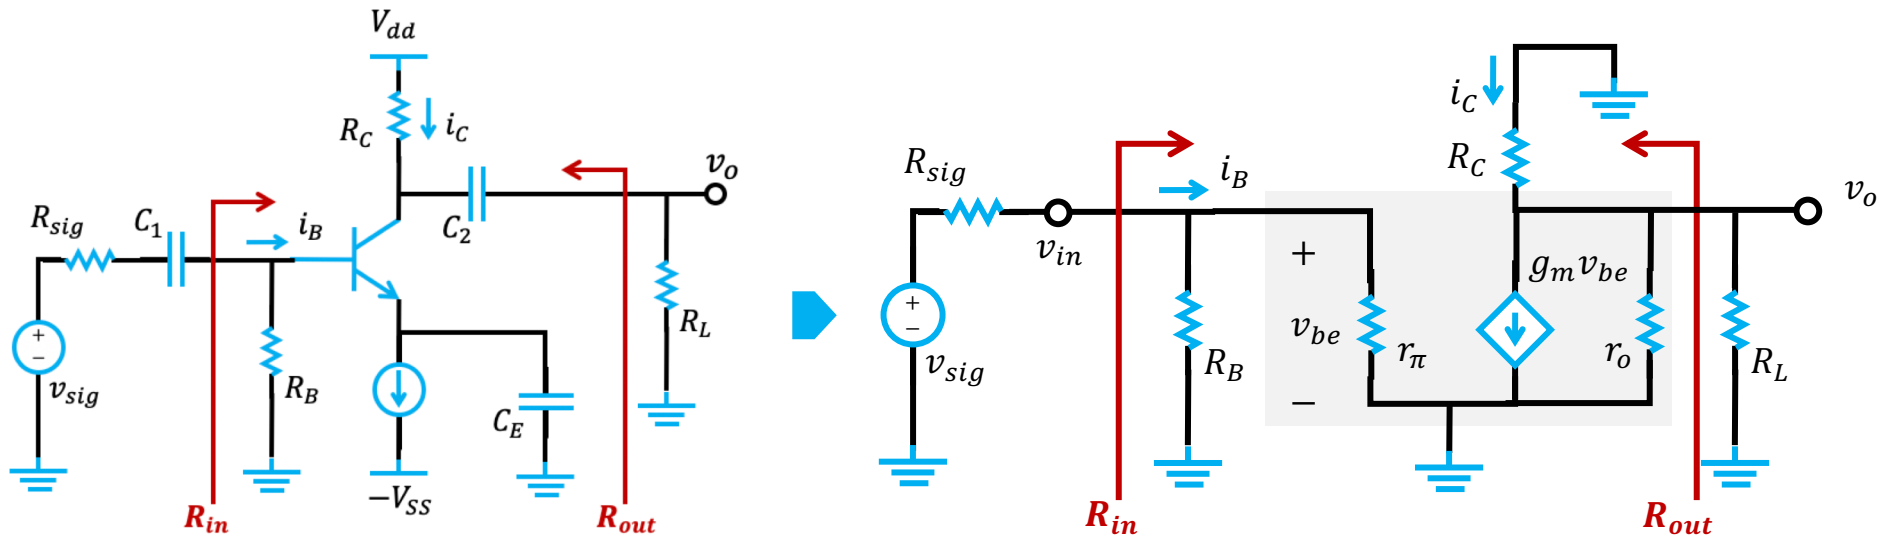 V_dd
R_C
i_C
v_o
R_sig
C_1
i_B
C_2
R_L
+
−
v_sig
R_B
C_E
−V_SS
R_in
R_out
i_C
R_sig
i_B
R_C
v_o
v_in
+
g_m v_be
+
−
v_be
r_π
r_o
R_L
v_sig
R_B
−
R_in
R_out